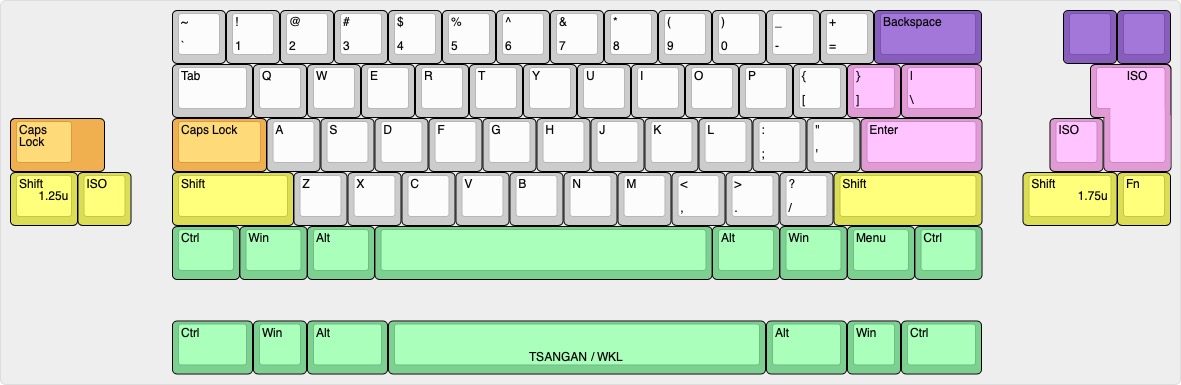 ~ ! @ # $ % ^ & * ( ) _ + Backspace
` 1 2 3 4 5 6 7 8 9 0 - =
Tab Q W E R T Y U I O P { } | ISO
[ ] \
Caps Lock
Caps Lock A S D F G H J K L : " Enter ISO
; '
Shift 1.25u ISO
Shift Z X C V B N M < > ? Shift
, . /
Shift 1.75u Fn
Ctrl Win Alt Alt Win Menu Ctrl
Ctrl Win Alt Alt Win Ctrl
TSANGAN / WKL